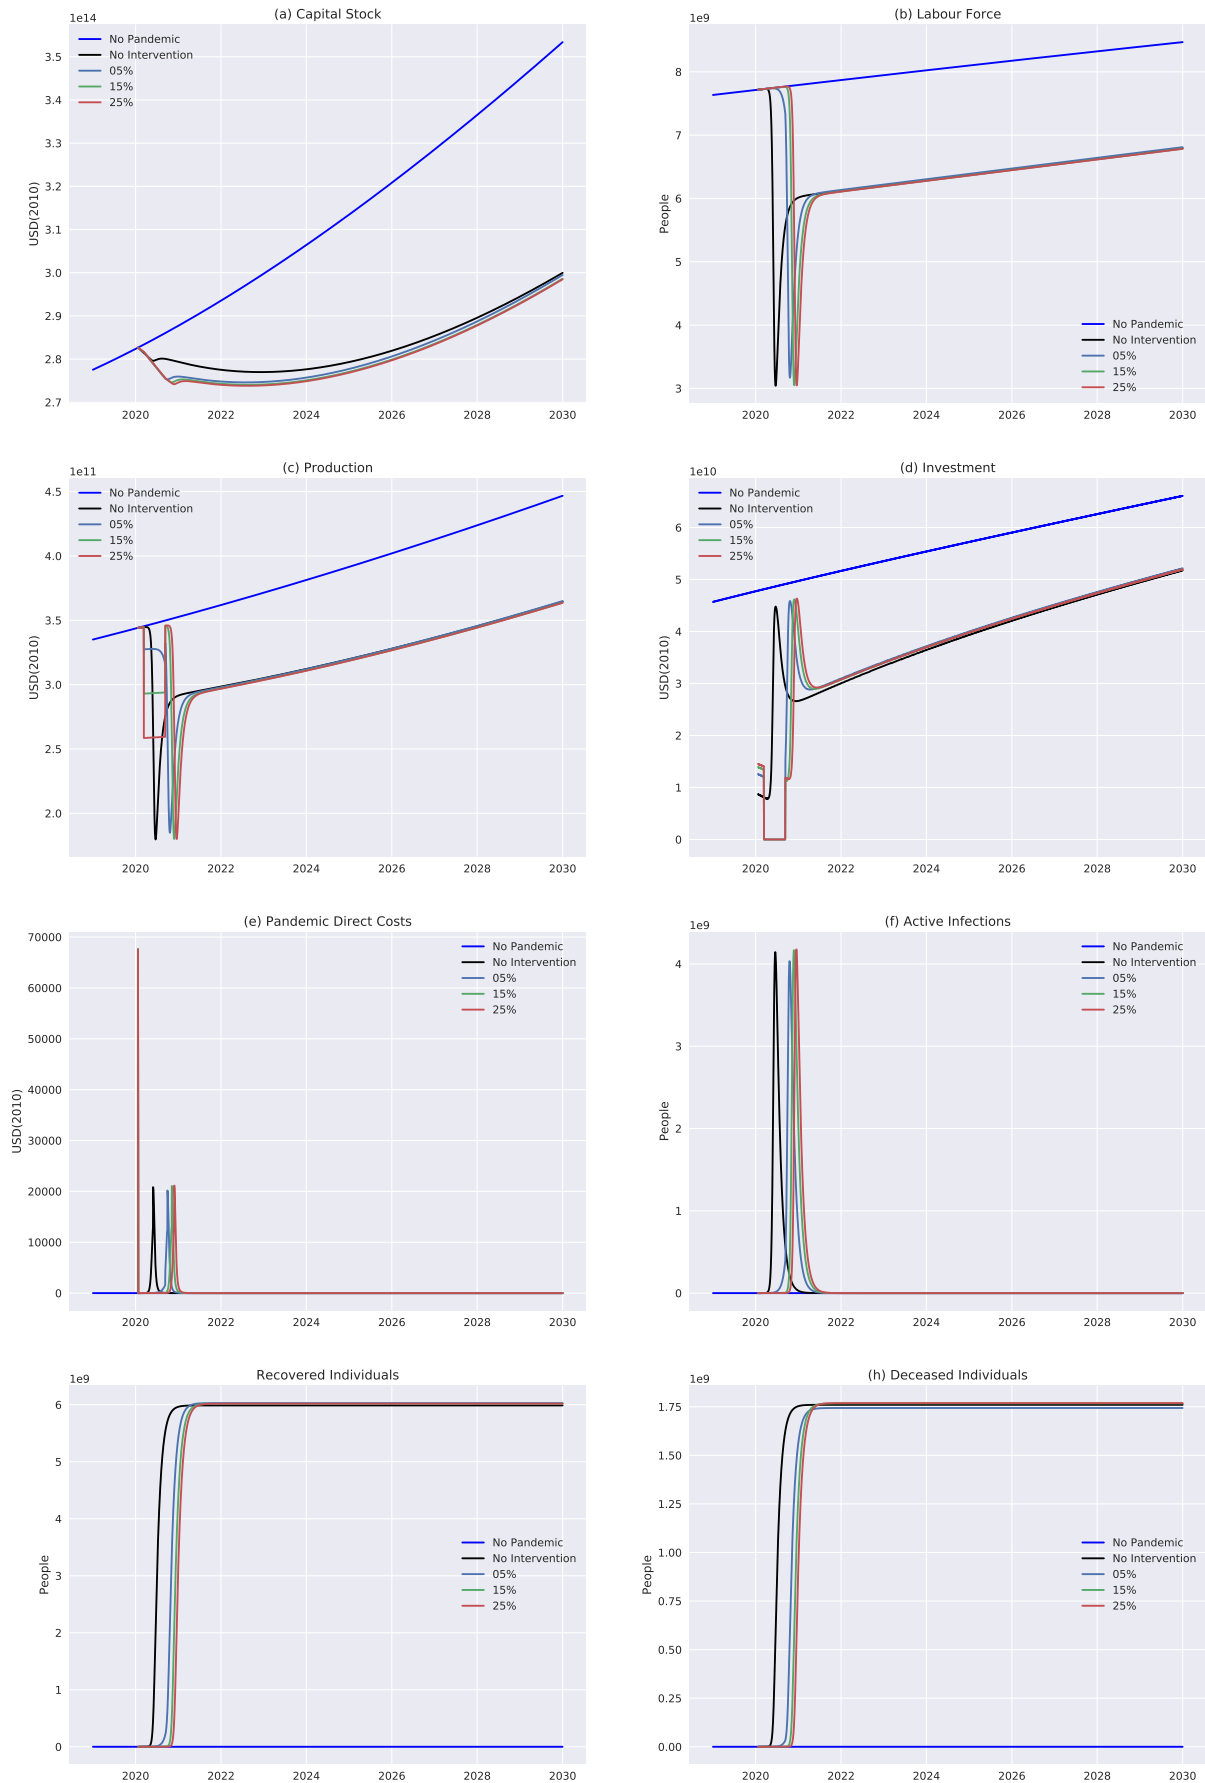 (a) Capital Stock
1e14
USD(2010)
3.5
3.4
3.3
3.2
3.1
3.0
2.9
2.8
2.7
No Pandemic
No Intervention
05%
15%
25%
2020 2022 2024 2026 2028 2030
(b) Labour Force
1e9
People
8
7
6
5
4
3
No Pandemic
No Intervention
05%
15%
25%
2020 2022 2024 2026 2028 2030
(c) Production
1e11
USD(2010)
4.5
4.0
3.5
3.0
2.5
2.0
No Pandemic
No Intervention
05%
15%
25%
2020 2022 2024 2026 2028 2030
(d) Investment
1e10
USD(2010)
6
5
4
3
2
1
0
No Pandemic
No Intervention
05%
15%
25%
2020 2022 2024 2026 2028 2030
(e) Pandemic Direct Costs
USD(2010)
70000
60000
50000
40000
30000
20000
10000
0
No Pandemic
No Intervention
05%
15%
25%
2020 2022 2024 2026 2028 2030
(f) Active Infections
1e9
People
4
3
2
1
0
No Pandemic
No Intervention
05%
15%
25%
2020 2022 2024 2026 2028 2030
Recovered Individuals
1e9
People
6
5
4
3
2
1
0
No Pandemic
No Intervention
05%
15%
25%
2020 2022 2024 2026 2028 2030
(h) Deceased Individuals
1e9
People
1.75
1.50
1.25
1.00
0.75
0.50
0.25
0.00
No Pandemic
No Intervention
05%
15%
25%
2020 2022 2024 2026 2028 2030